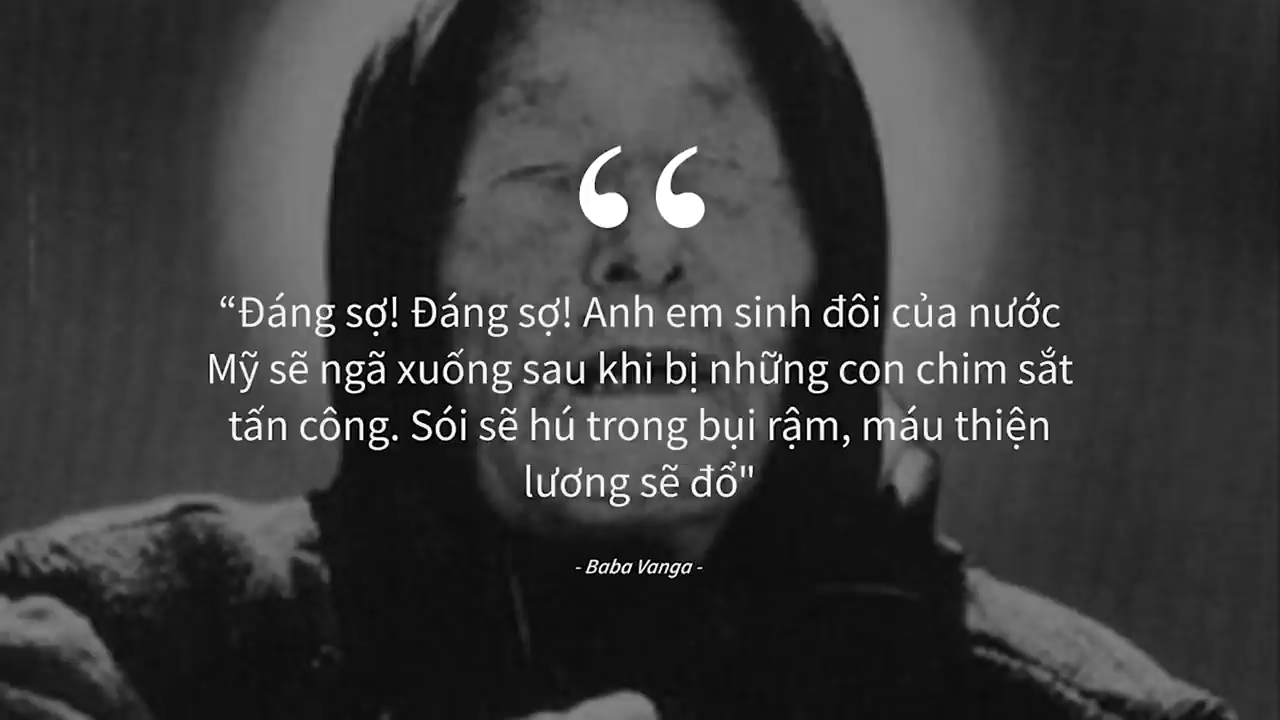 “
“Đáng sợ! Đáng sợ! Anh em sinh đôi của nước
Mỹ sẽ ngã xuống sau khi bị những con chim sắt
tấn công. Sói sẽ hú trong bụi rậm, máu thiện
lương sẽ đổ"
- Baba Vanga -